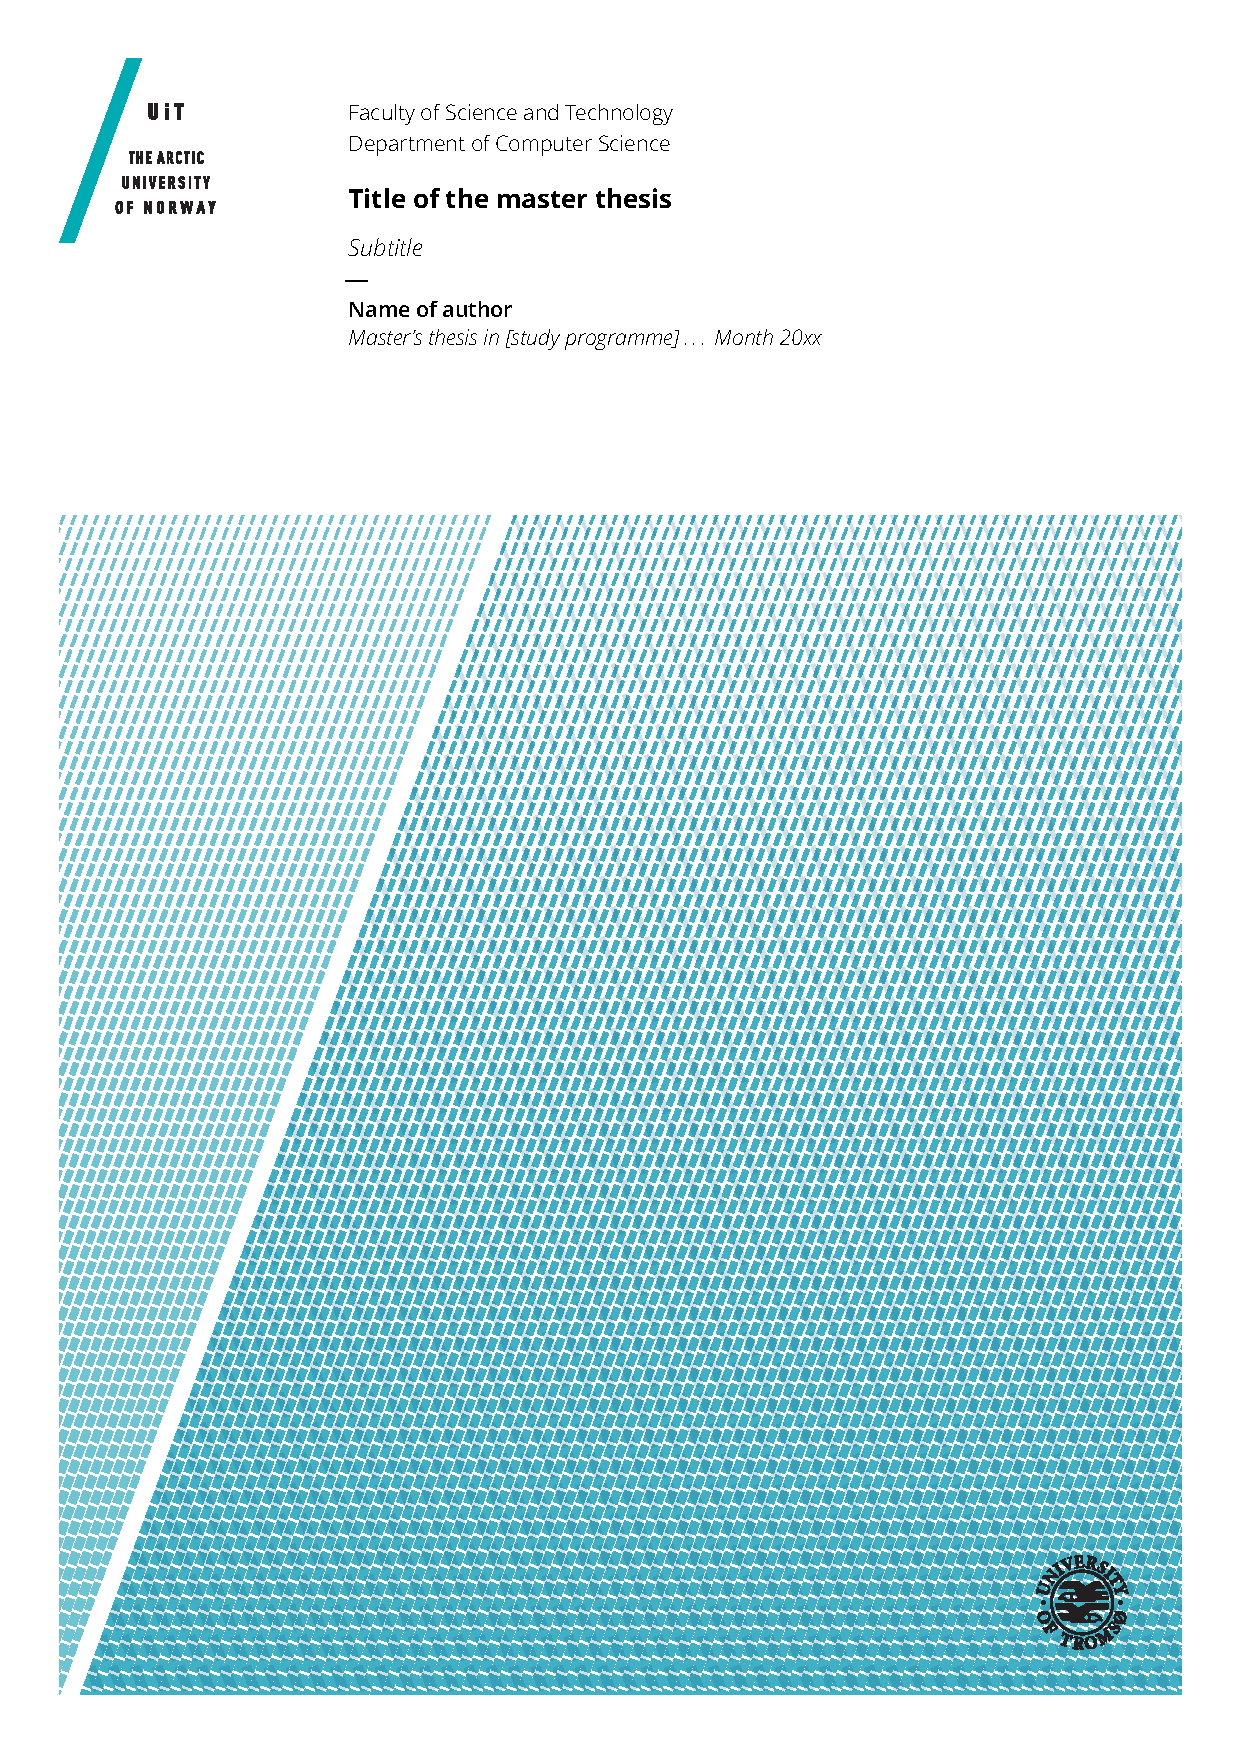 UiT
THE ARCTIC
UNIVERSITY
OF NORWAY
Faculty of Science and Technology
Department of Computer Science
Title of the master thesis
Subtitle
—
Name of author
Master’s thesis in [study programme] . . . Month 20xx
UNIVERSITY
OF TROMSØ